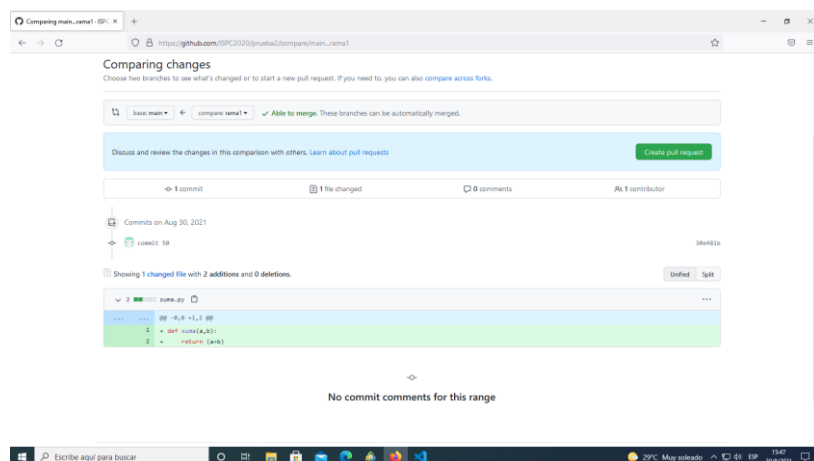 Comparing main...rama1 · ISPC
https://github.com/ISPC2020/prueba2/compare/main...rama1
Comparing changes
Choose two branches to see what's changed or to start a new pull request. If you need to, you can also compare across forks.
base: main ← compare: rama1 ✓ Able to merge. These branches can be automatically merged.
Discuss and review the changes in this comparison with others. Learn about pull requests
Create pull request
1 commit
1 file changed
0 comments
1 contributor
Commits on Aug 30, 2021
commit 50
30e481b
Showing 1 changed file with 2 additions and 0 deletions.
Unified Split
2 suma.py
... ... @@ -0,0 +1,2 @@
1 + def suma(a,b):
2 + return (a+b)
No commit comments for this range
Escribe aquí para buscar
29°C Muy soleado
ESP
1547